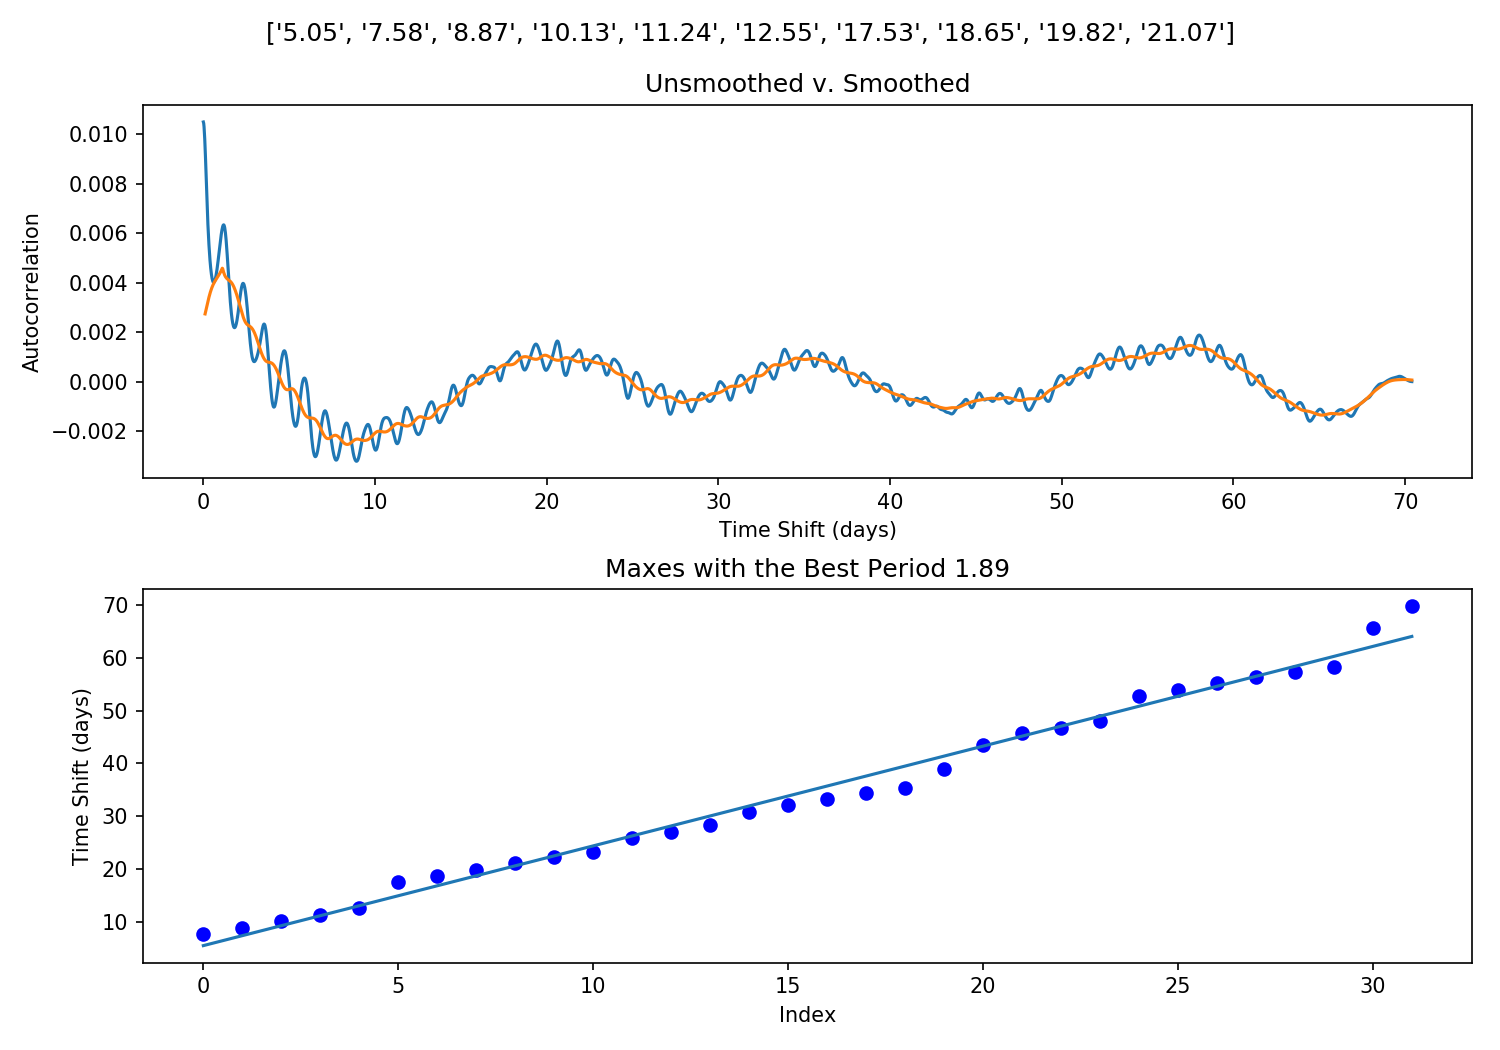 ['5.05', '7.58', '8.87', '10.13', '11.24', '12.55', '17.53', '18.65', '19.82', '21.07']
Unsmoothed v. Smoothed
Autocorrelation
0.010
0.008
0.006
0.004
0.002
0.000
−0.002
0 10 20 30 40 50 60 70
Time Shift (days)
Maxes with the Best Period 1.89
Time Shift (days)
70
60
50
40
30
20
10
0 5 10 15 20 25 30
Index